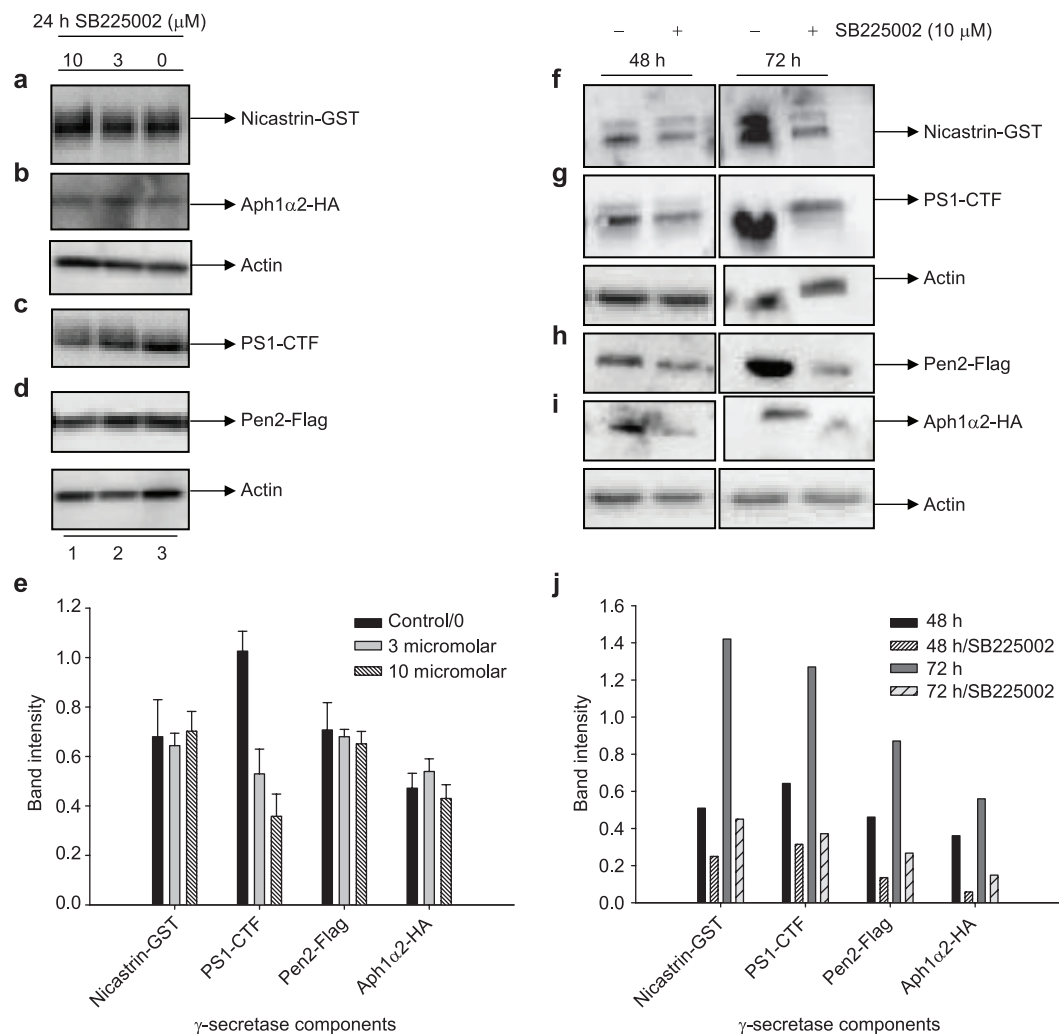 24 h SB225002 (μM)
10 3 0
a
Nicastrin-GST
b
Aph1α2-HA
Actin
c
PS1-CTF
d
Pen2-Flag
Actin
1 2 3
e
1.2
1.0
0.8
0.6
0.4
0.2
0.0
Band intensity
Control/0
3 micromolar
10 micromolar
Nicastrin-GST
PS1-CTF
Pen2-Flag
Aph1α2-HA
γ-secretase components
− + − + SB225002 (10 μM)
48 h 72 h
f
Nicastrin-GST
g
PS1-CTF
Actin
h
Pen2-Flag
i
Aph1α2-HA
Actin
j
1.6
1.4
1.2
1.0
0.8
0.6
0.4
0.2
0.0
Band intensity
48 h
48 h/SB225002
72 h
72 h/SB225002
Nicastrin-GST
PS1-CTF
Pen2-Flag
Aph1α2-HA
γ-secretase components